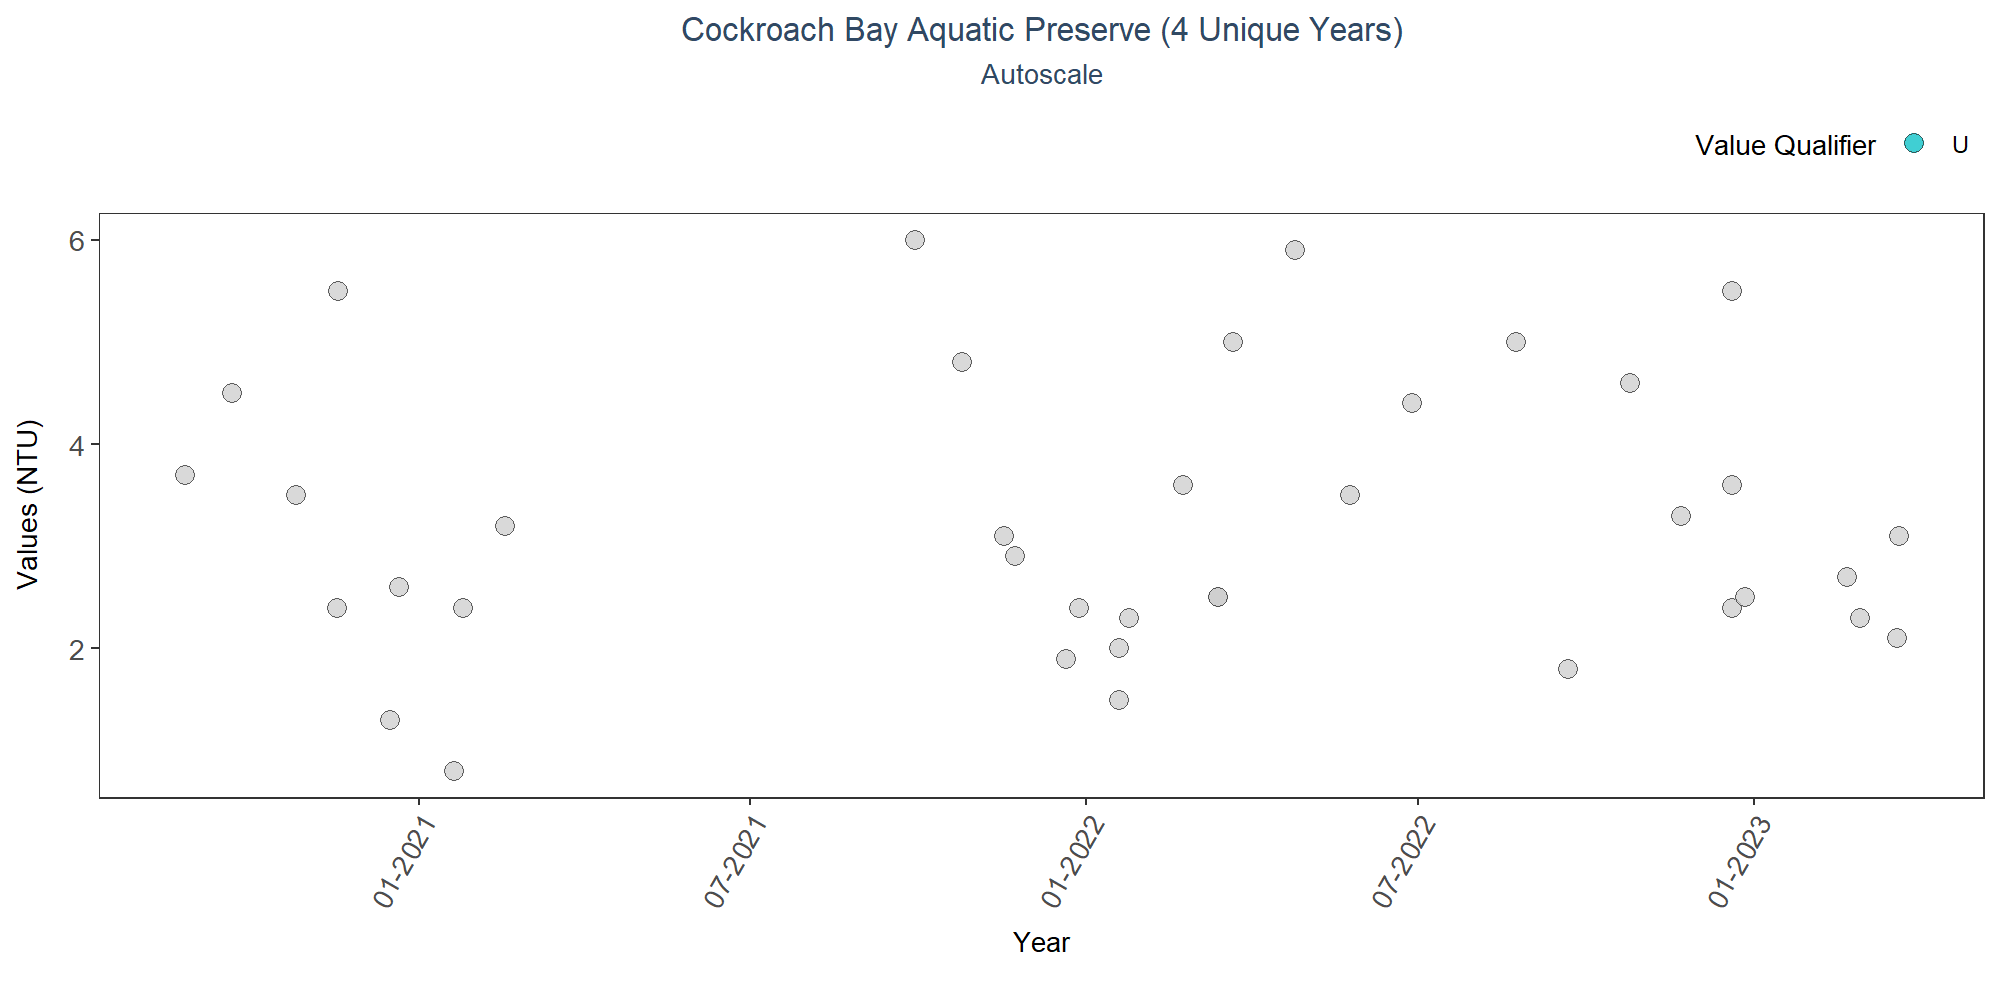 Cockroach Bay Aquatic Preserve (4 Unique Years)
Autoscale
Value Qualifier U
Values (NTU)
6
4
2
01-2021 07-2021 01-2022 07-2022 01-2023
Year